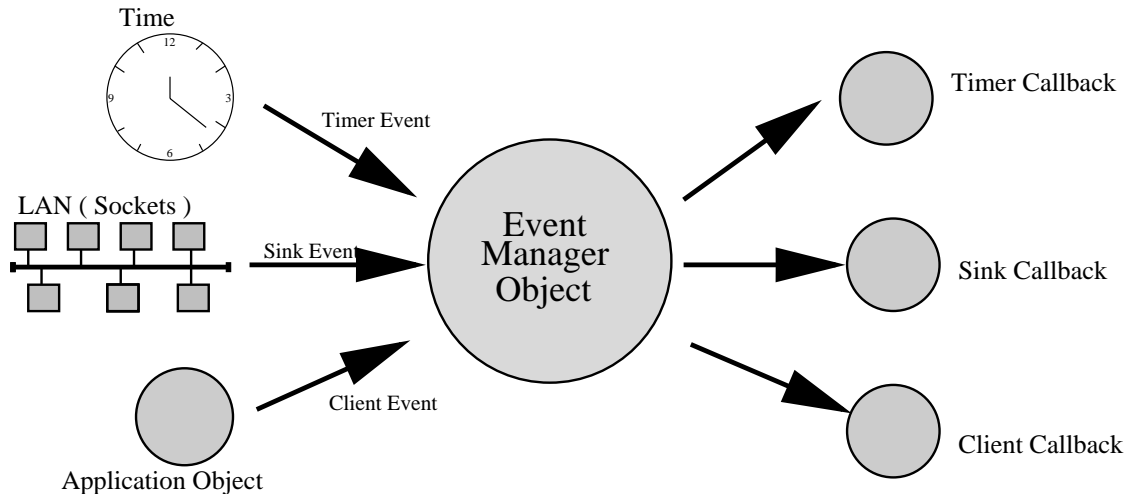 Time
12
9
3
6
Timer Event
Timer Callback
LAN ( Sockets )
Sink Event
Event
Manager
Object
Sink Callback
Client Event
Application Object
Client Callback